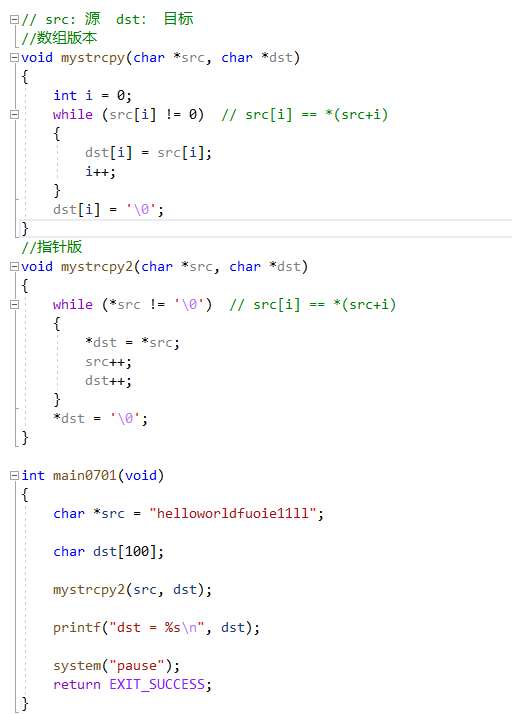 // src: 源  dst:  目标
//数组版本
void mystrcpy(char *src, char *dst)
{
    int i = 0;
    while (src[i] != 0)  // src[i] == *(src+i)
    {
        dst[i] = src[i];
        i++;
    }
    dst[i] = '\0';
}
//指针版
void mystrcpy2(char *src, char *dst)
{
    while (*src != '\0')  // src[i] == *(src+i)
    {
        *dst = *src;
        src++;
        dst++;
    }
    *dst = '\0';
}

int main0701(void)
{
    char *src = "helloworldfuoie1lll";

    char dst[100];

    mystrcpy2(src, dst);

    printf("dst = %s\n", dst);

    system("pause");
    return EXIT_SUCCESS;
}